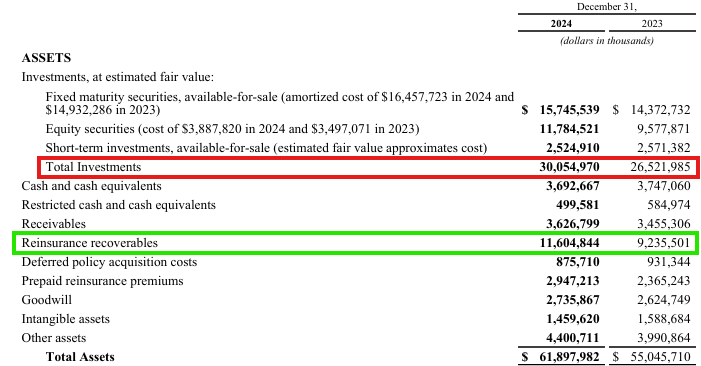 December 31,
2024 2023
(dollars in thousands)
ASSETS
Investments, at estimated fair value:
Fixed maturity securities, available-for-sale (amortized cost of $16,457,723 in 2024 and
$14,932,286 in 2023) $ 15,745,539 $ 14,372,732
Equity securities (cost of $3,887,820 in 2024 and $3,497,071 in 2023) 11,784,521 9,577,871
Short-term investments, available-for-sale (estimated fair value approximates cost) 2,524,910 2,571,382
Total Investments 30,054,970 26,521,985
Cash and cash equivalents 3,692,667 3,747,060
Restricted cash and cash equivalents 499,581 584,974
Receivables 3,626,799 3,455,306
Reinsurance recoverables 11,604,844 9,235,501
Deferred policy acquisition costs 875,710 931,344
Prepaid reinsurance premiums 2,947,213 2,365,243
Goodwill 2,735,867 2,624,749
Intangible assets 1,459,620 1,588,684
Other assets 4,400,711 3,990,864
Total Assets $ 61,897,982 $ 55,045,710